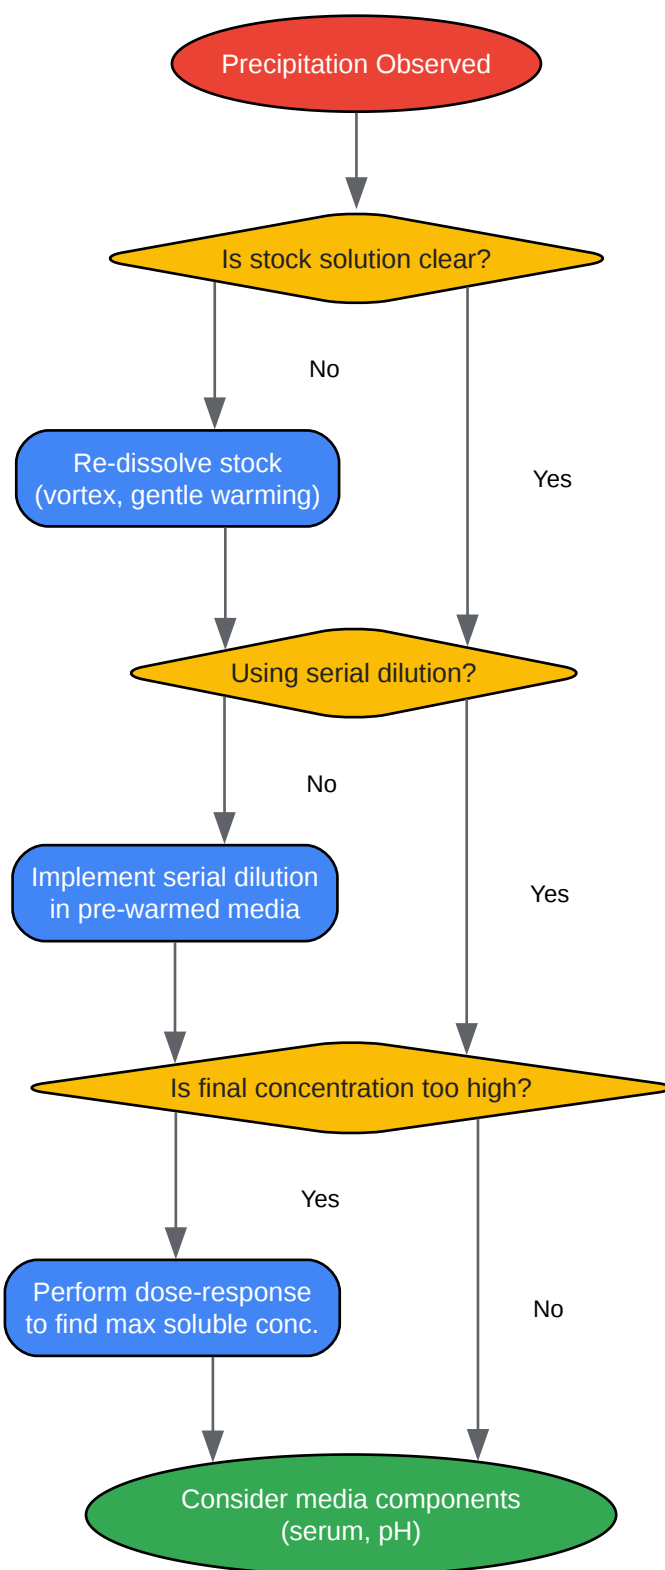 Precipitation Observed
Is stock solution clear?
No
Re-dissolve stock
(vortex, gentle warming)
Yes
Using serial dilution?
No
Implement serial dilution
in pre-warmed media
Yes
Is final concentration too high?
Yes
Perform dose-response
to find max soluble conc.
No
Consider media components
(serum, pH)